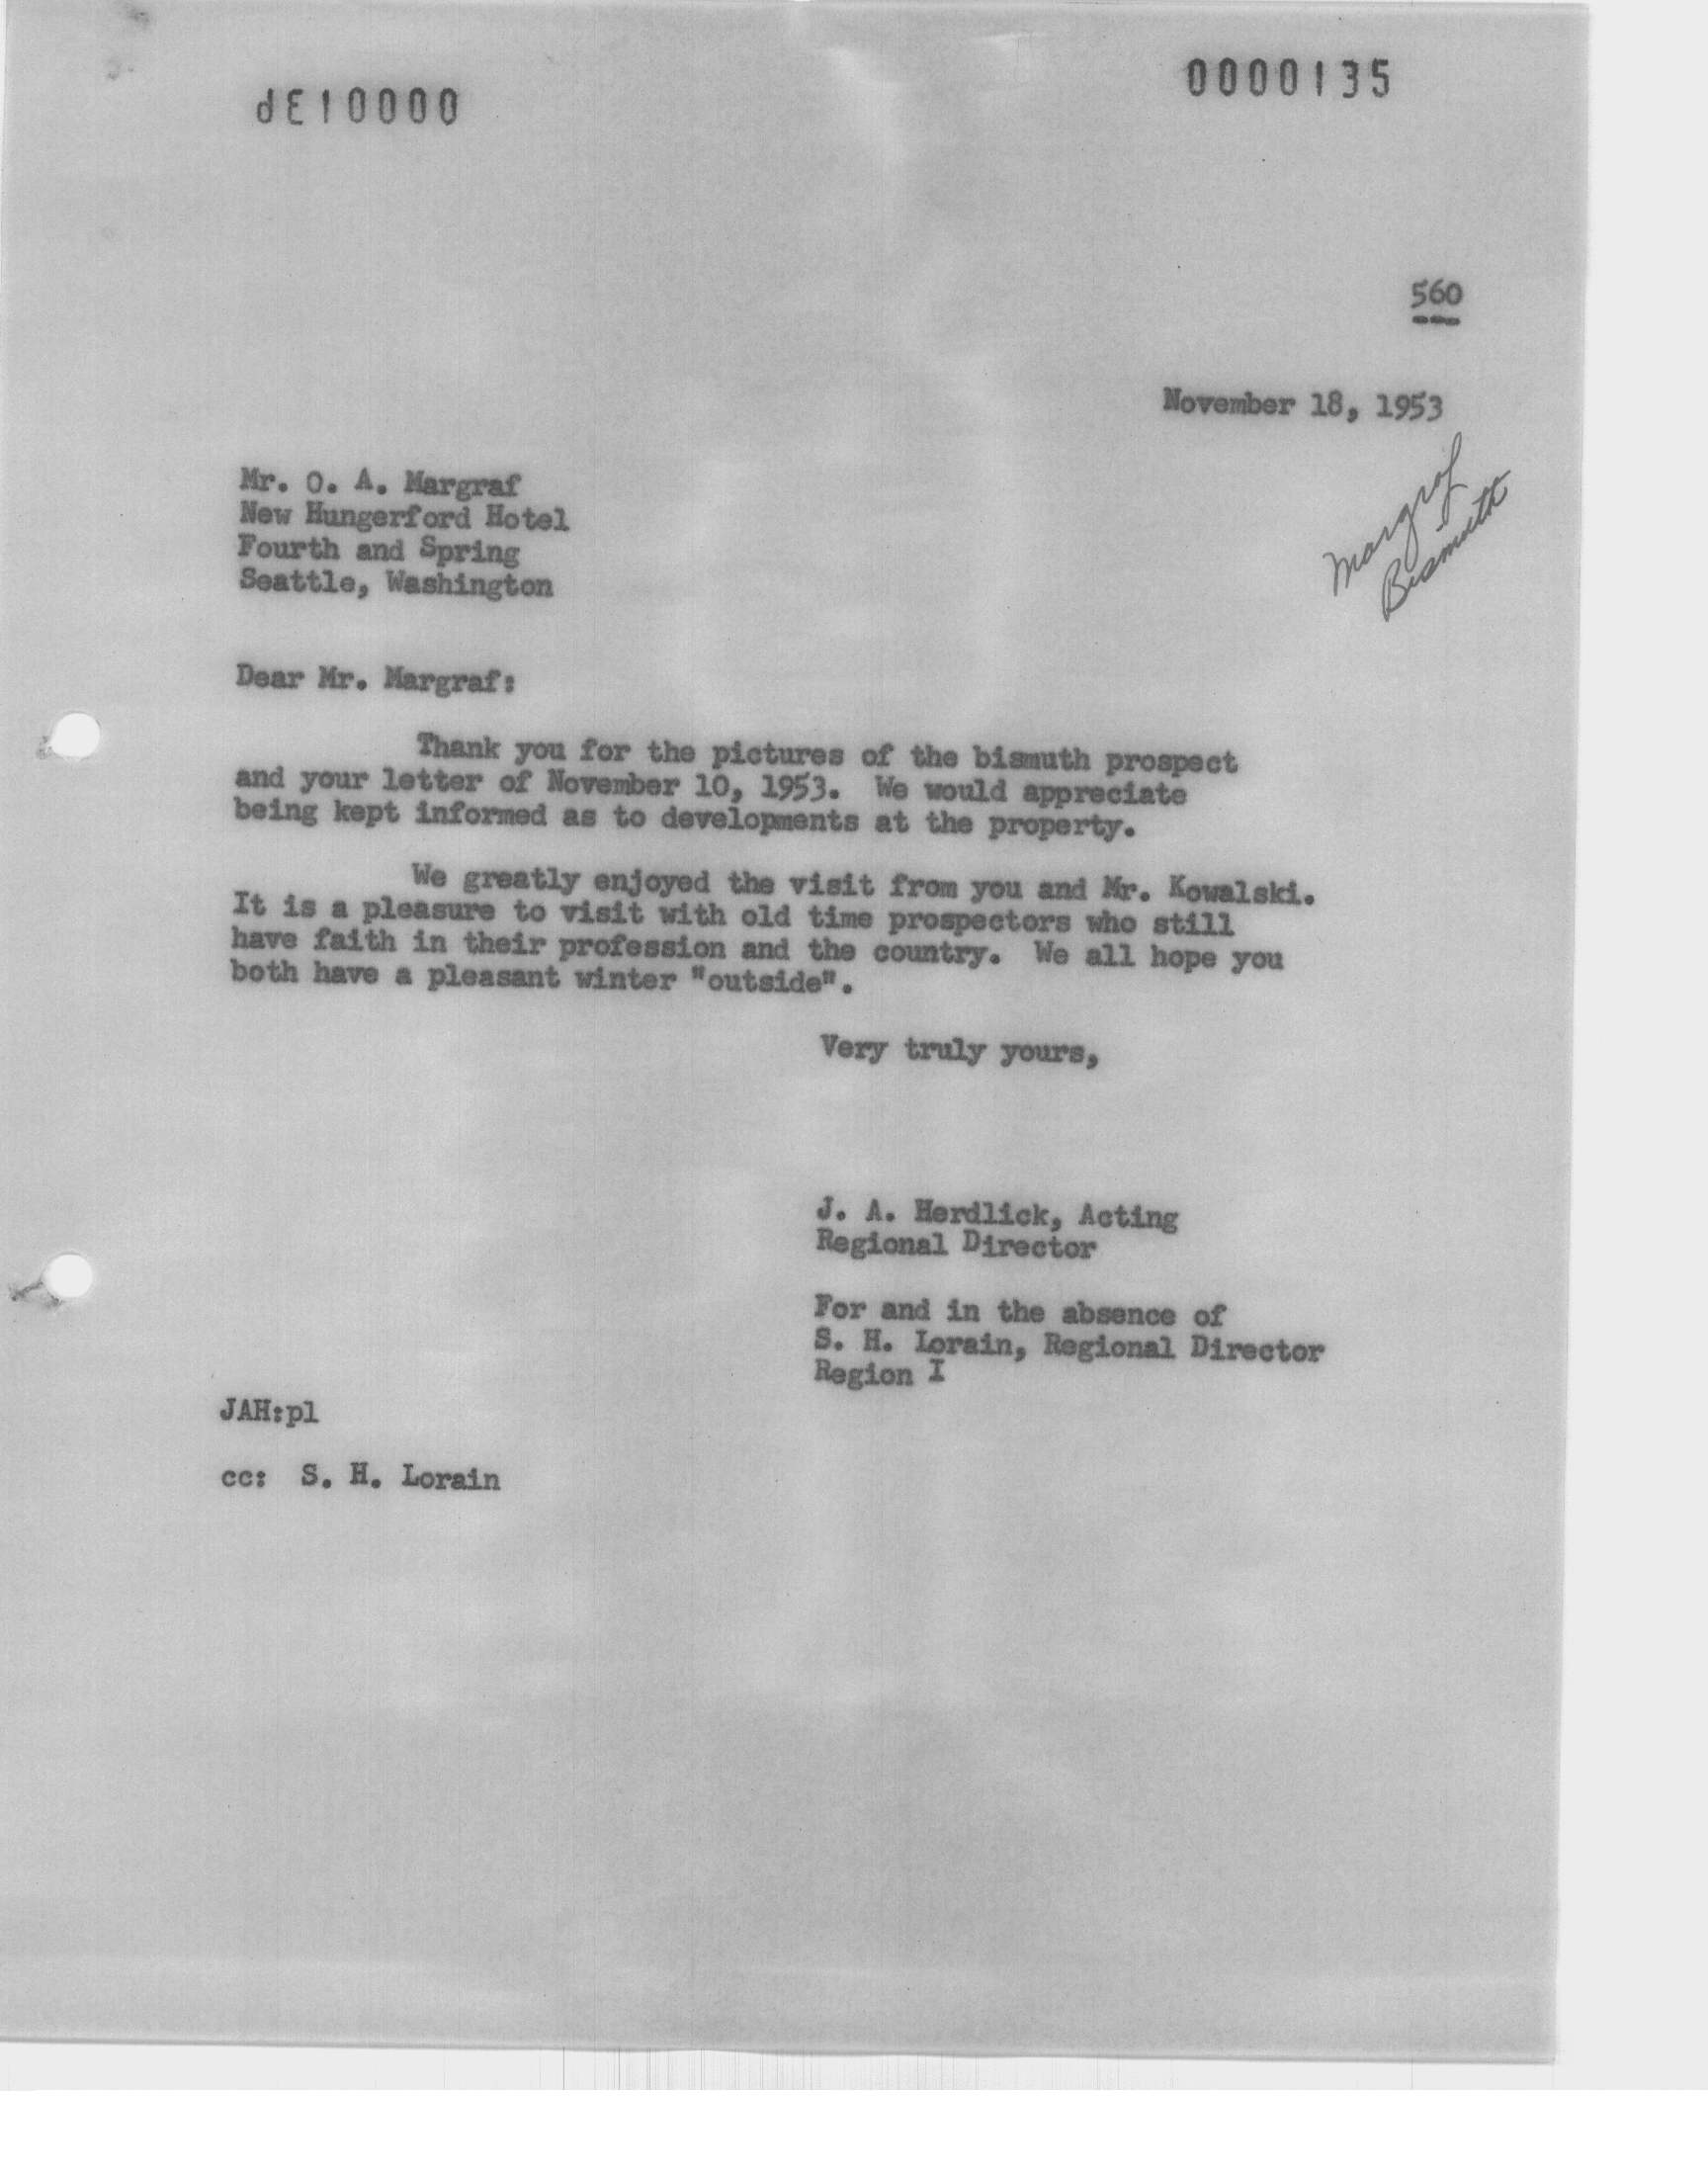 0000136
0000135
560
November 18, 1953
Margraf
Bismuth
Mr. O. A. Margraf
New Hungerford Hotel
Fourth and Spring
Seattle, Washington
Dear Mr. Margraf:
Thank you for the pictures of the bismuth prospect
and your letter of November 10, 1953. We would appreciate
being kept informed as to developments at the property.
We greatly enjoyed the visit from you and Mr. Kowalski.
It is a pleasure to visit with old time prospectors who still
have faith in their profession and the country. We all hope you
both have a pleasant winter "outside".
Very truly yours,
J. A. Herdlick, Acting
Regional Director
For and in the absence of
S. H. Lorain, Regional Director
Region I
JAH:pl
cc: S. H. Lorain